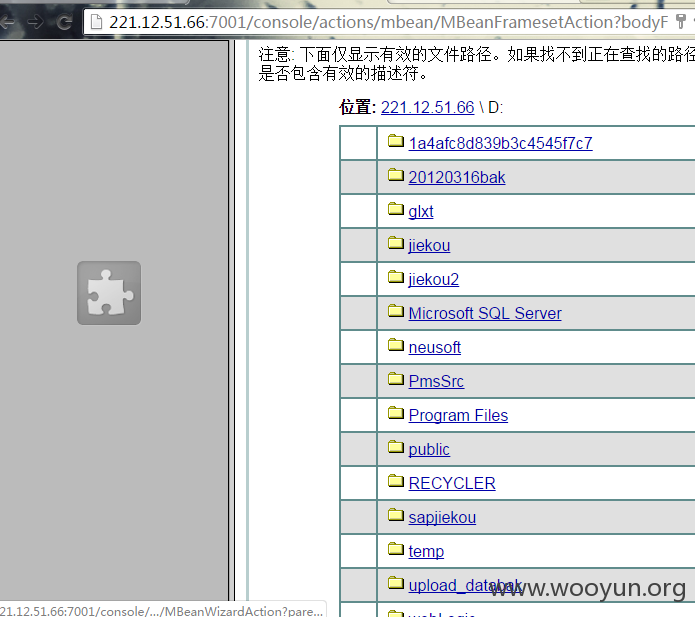 221.12.51.66:7001/console/actions/mbean/MBeanFramesetAction?bodyF
注意: 下面仅显示有效的文件路径。如果找不到正在查找的路径
是否包含有效的描述符。
位置: 221.12.51.66 \ D:
1a4afc8d839b3c4545f7c7
20120316bak
glxt
jiekou
jiekou2
Microsoft SQL Server
neusoft
PmsSrc
Program Files
public
RECYCLER
sapjiekou
temp
upload_databak
www.wooyun.org
21.12.51.66:7001/console/.../MBeanWizardAction?pare...